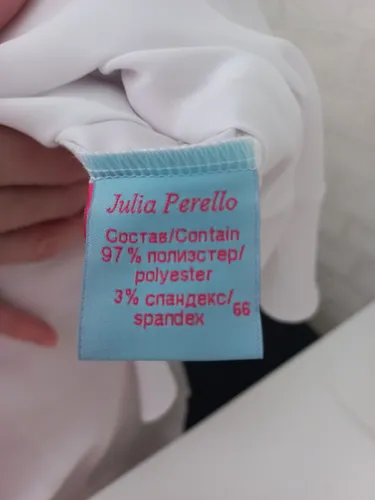 Julia Perello
Состав/Contain
97 % полиэстер/
polyester
3% спандекс/
spandex 66